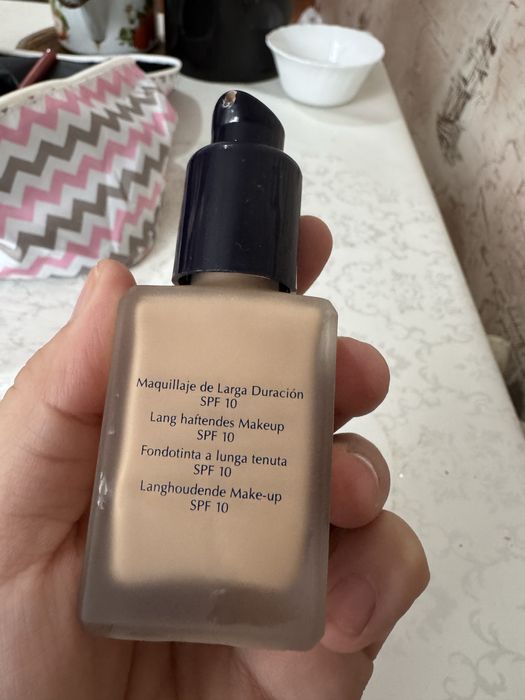 Maquillaje de Larga Duración
SPF 10
Lang haftendes Makeup
SPF 10
Fondotinta a lunga tenuta
SPF 10
Langhoudende Make-up
SPF 10